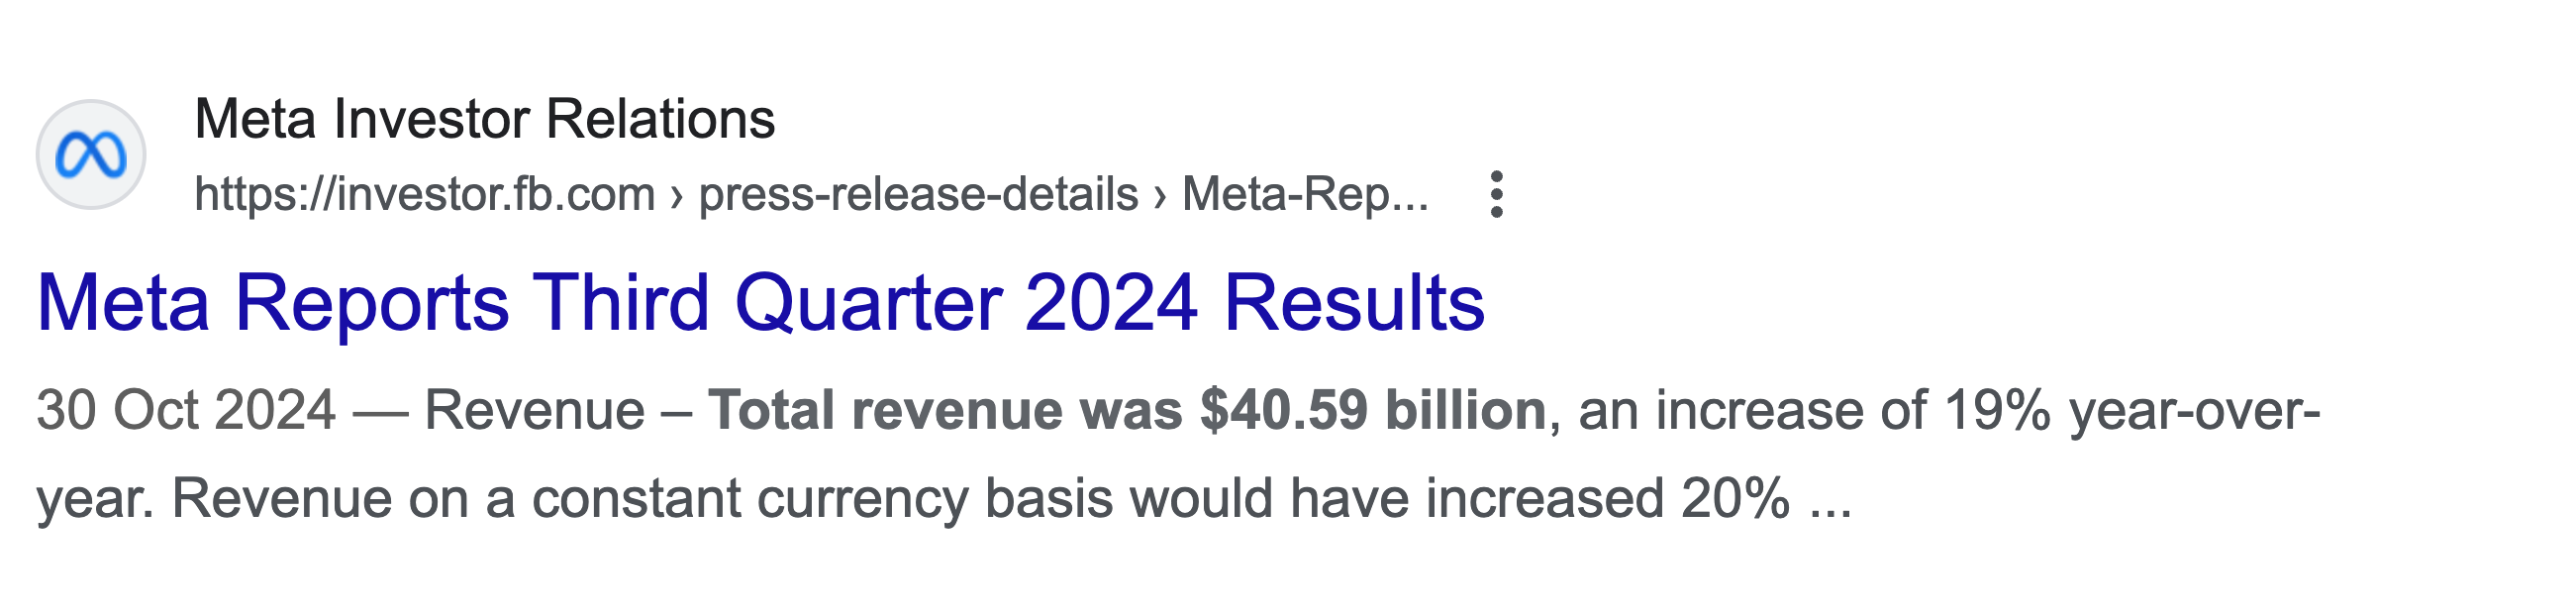 Meta Investor Relations
https://investor.fb.com › press-release-details › Meta-Rep...
Meta Reports Third Quarter 2024 Results
30 Oct 2024 — Revenue – Total revenue was $40.59 billion, an increase of 19% year-over-
year. Revenue on a constant currency basis would have increased 20% ...